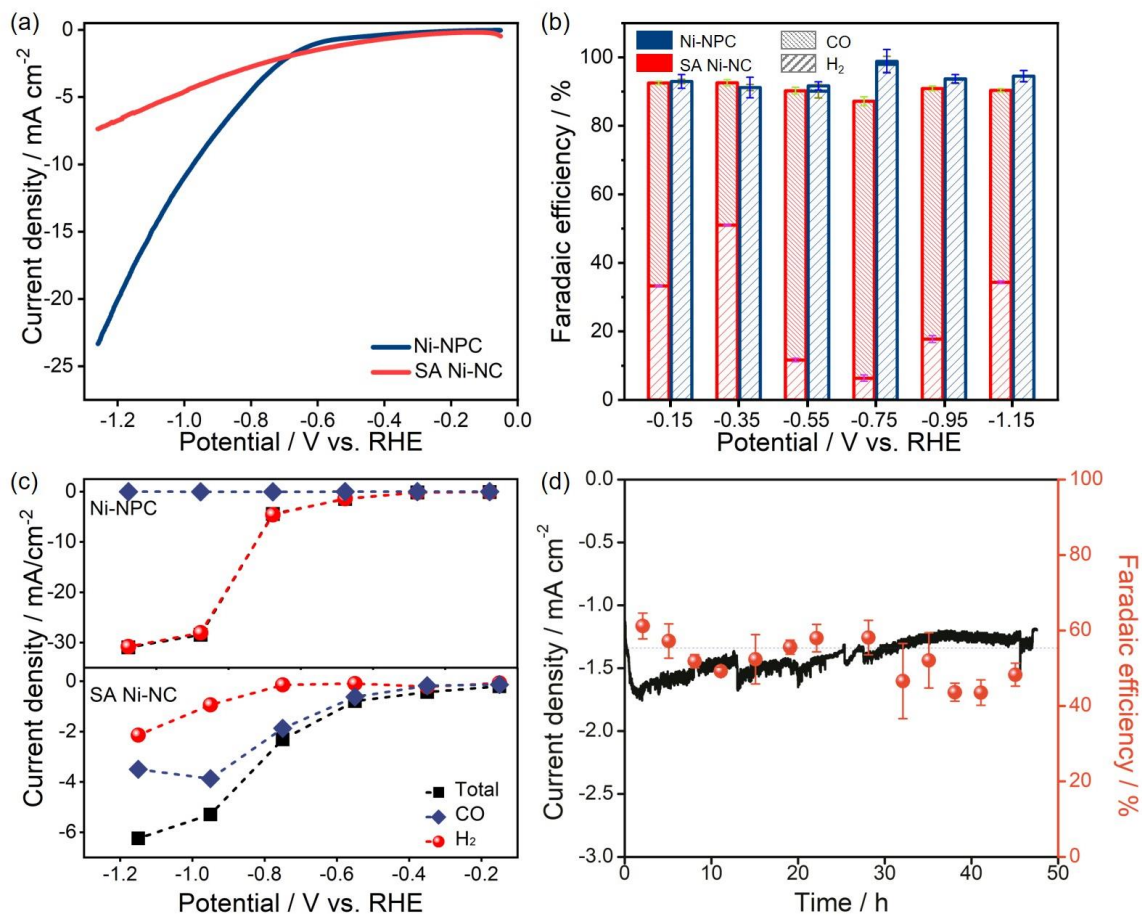 (a)
0
-5
-10
-15
-20
-25
Current density / mA cm-2
-1.2 -1.0 -0.8 -0.6 -0.4 -0.2 0.0
Potential / V vs. RHE
Ni-NPC
SA Ni-NC
(b)
100
80
60
40
20
0
Faradaic efficiency / %
Ni-NPC
SA Ni-NC
CO
H2
-0.15 -0.35 -0.55 -0.75 -0.95 -1.15
Potential / V vs. RHE
(c)
Ni-NPC
0
-10
-20
-30
SA Ni-NC
0
-2
-4
-6
Current density / mA/cm-2
Total
CO
H2
-1.2 -1.0 -0.8 -0.6 -0.4 -0.2
Potential / V vs. RHE
(d)
0.0
-0.5
-1.0
-1.5
-2.0
-2.5
-3.0
Current density / mA cm-2
0 10 20 30 40 50
Time / h
100
80
60
40
20
0
Faradaic efficiency / %